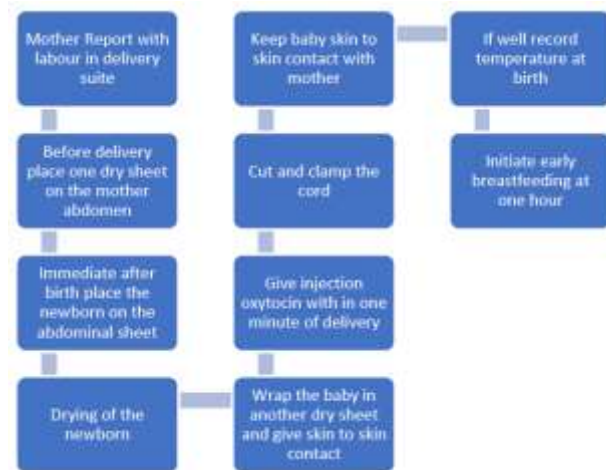 Mother Report with
labour in delivery
suite
Before delivery
place one dry sheet
on the mother
abdomen
Immediate after
birth place the
newborn on the
abdominal sheet
Drying of the
newborn
Wrap the baby in
another dry sheet
and give skin to skin
contact
Give injection
oxytocin with in one
minute of delivery
Cut and clamp the
cord
Keep baby skin to
skin contact with
mother
If well record
temperature at
birth
Initiate early
breastfeeding at
one hour